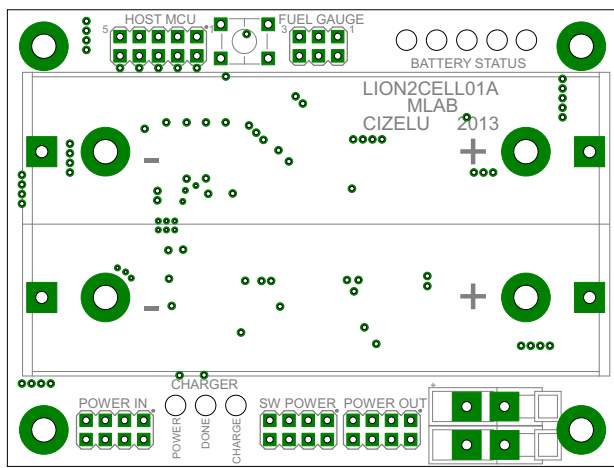 HOST MCU
5 1
FUEL GAUGE
3 1
BATTERY STATUS
LION2CELL01A
MLAB
CIZELU 2013
- +
- +
CHARGER
POWER IN
POWER
DONE
CHARGE
SW POWER
POWER OUT
+